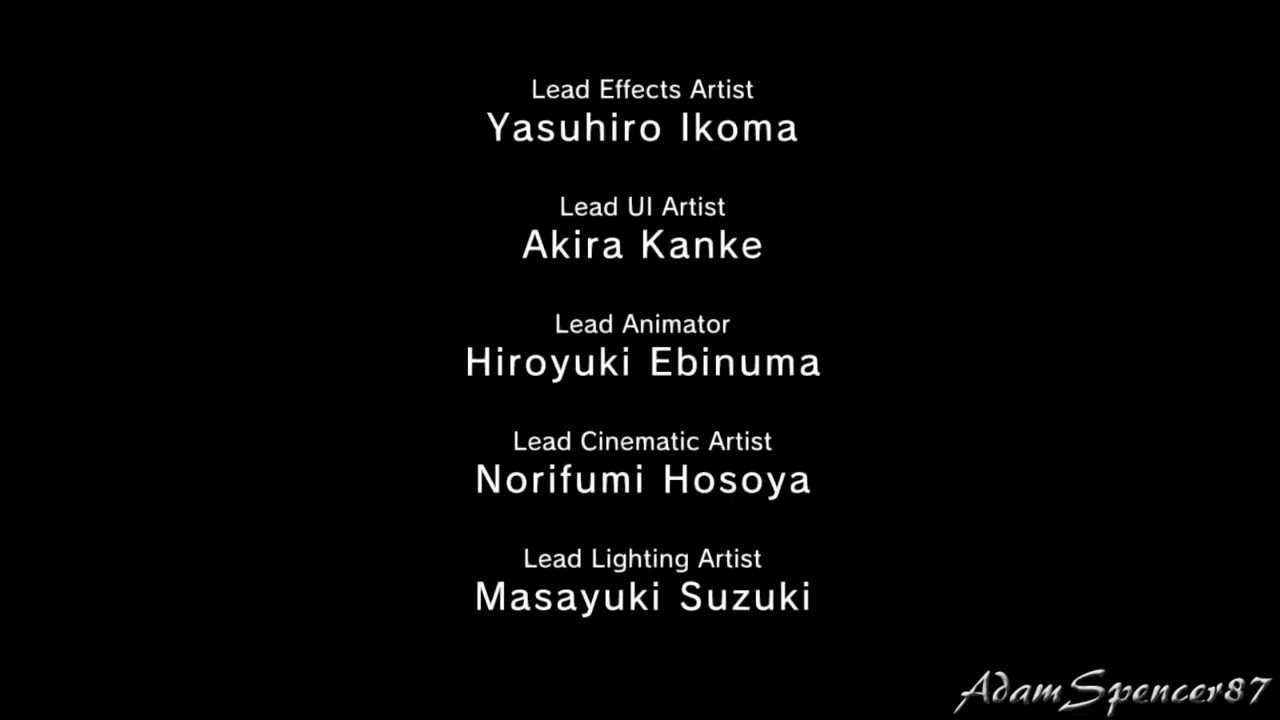 Lead Effects Artist
Yasuhiro Ikoma
Lead UI Artist
Akira Kanke
Lead Animator
Hiroyuki Ebinuma
Lead Cinematic Artist
Norifumi Hosoya
Lead Lighting Artist
Masayuki Suzuki
AdamSpencer87